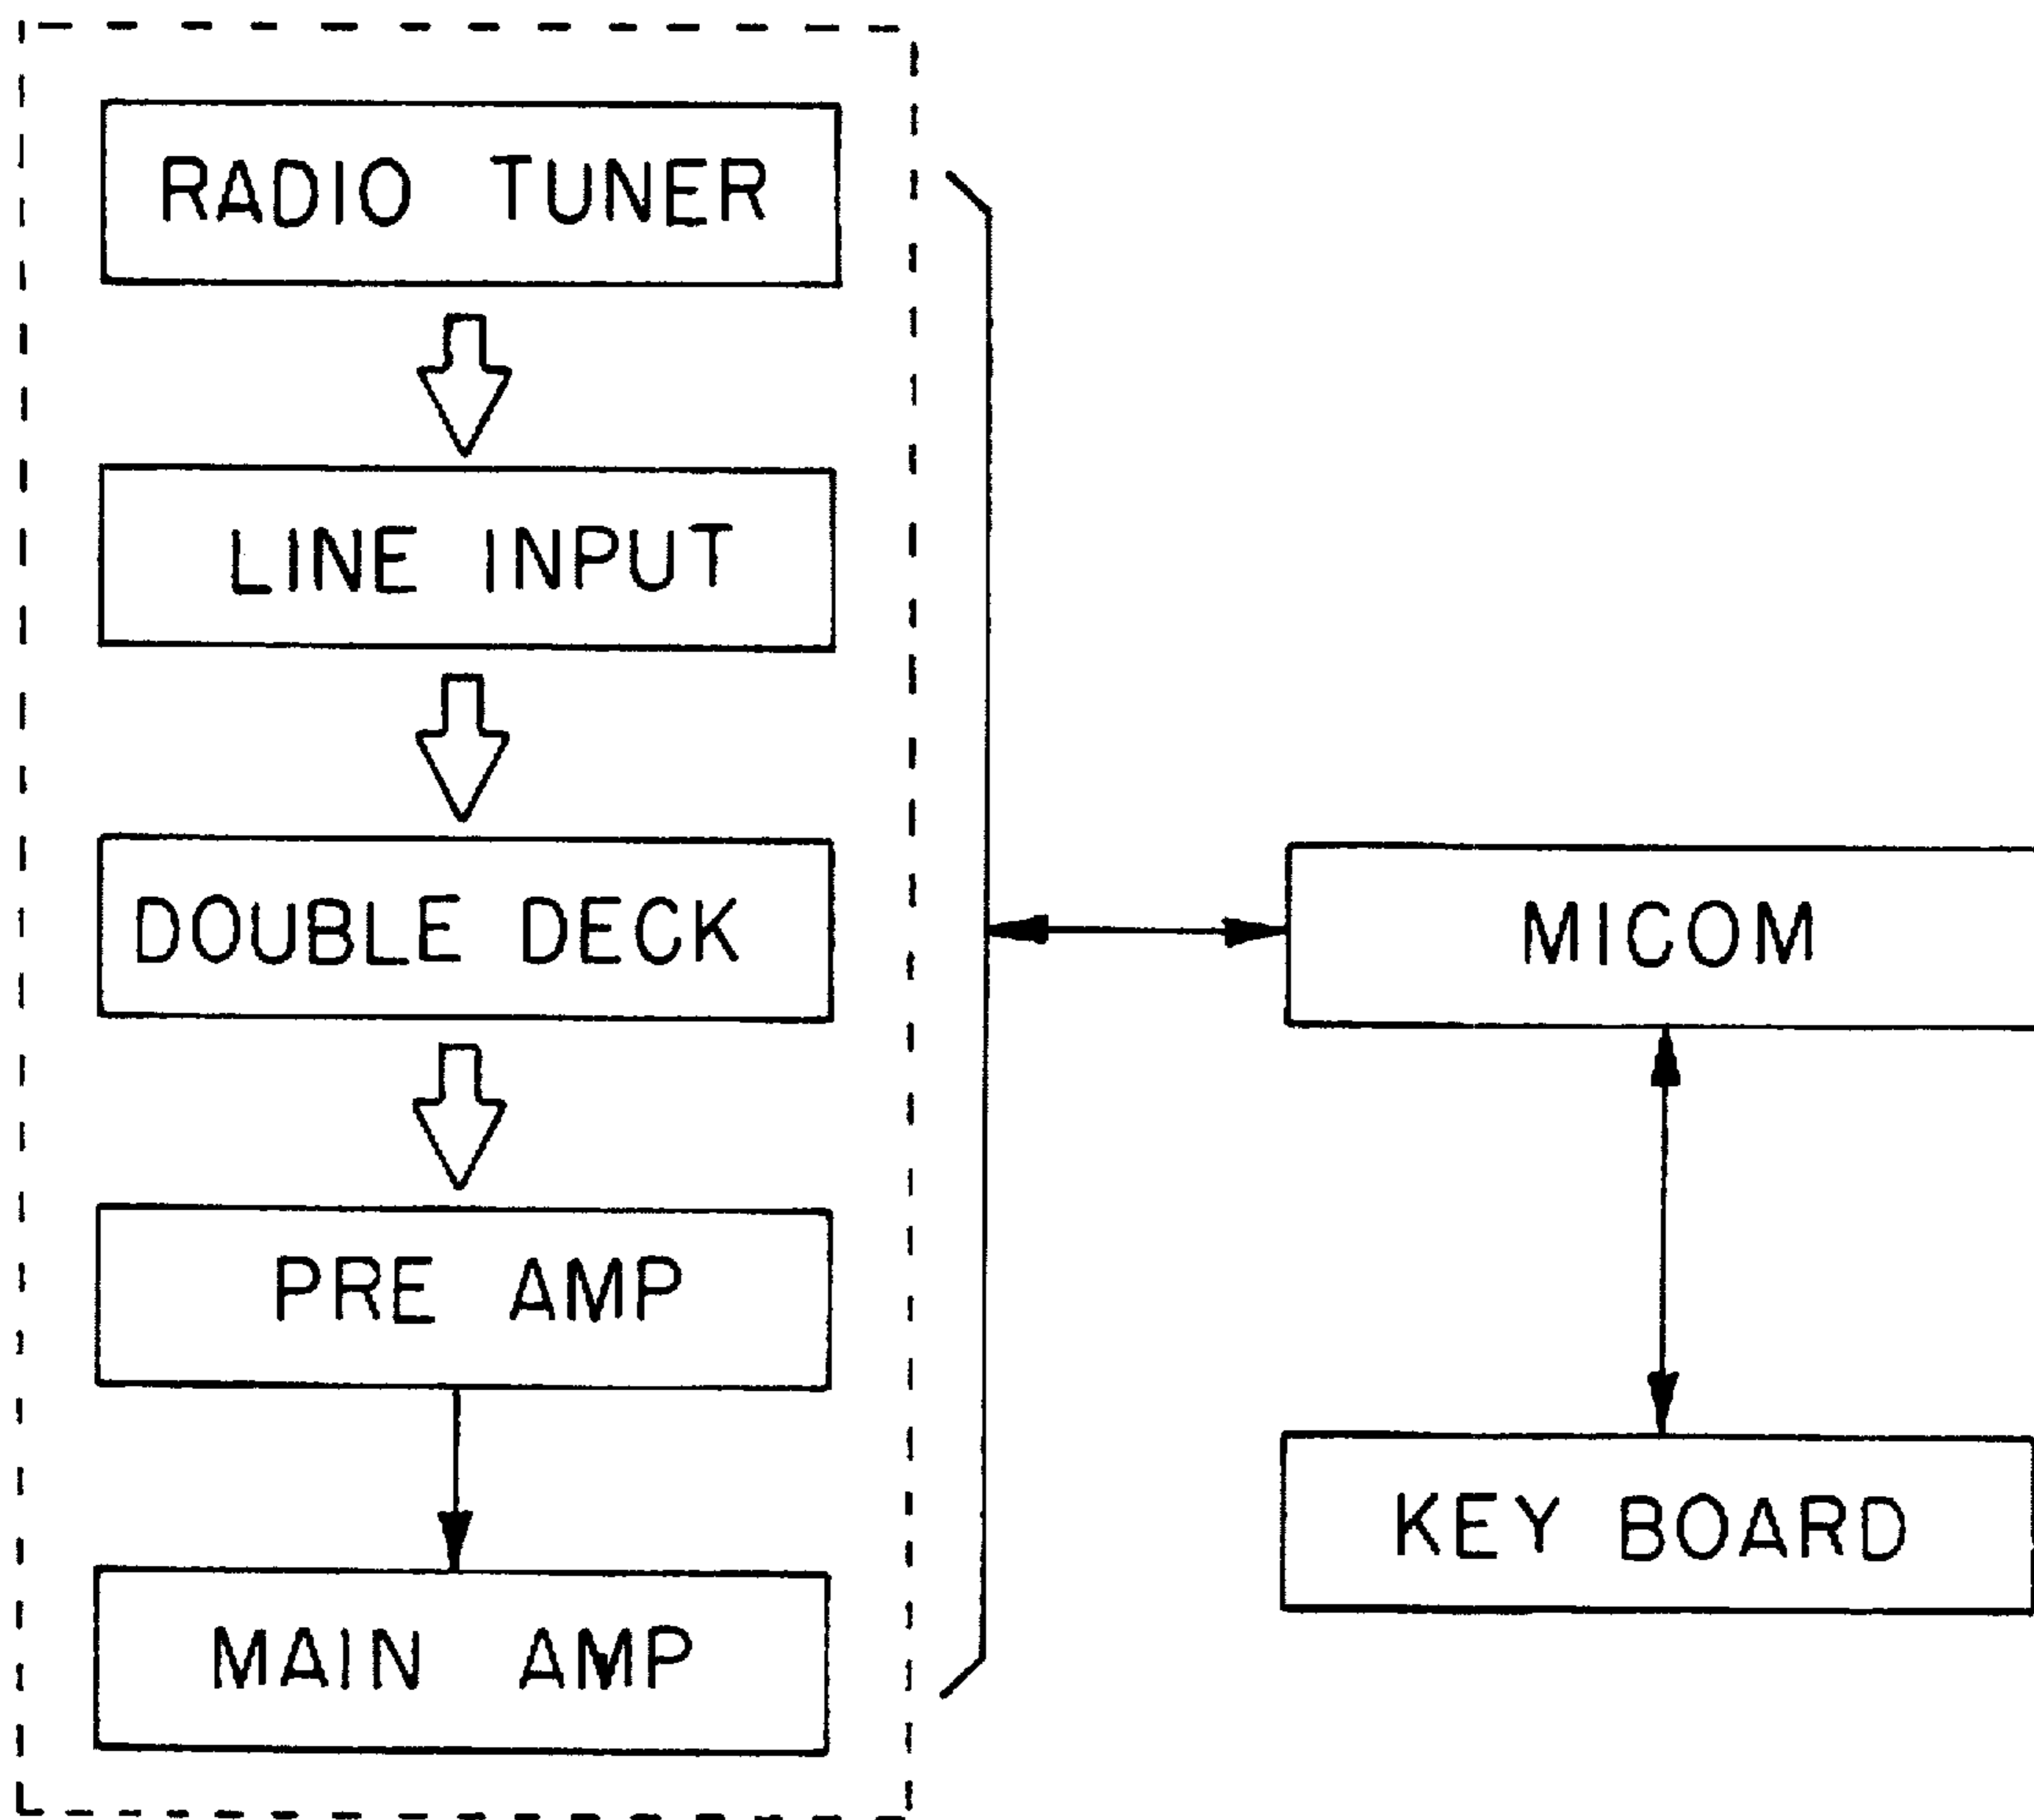 RADIO TUNER
LINE INPUT
DOUBLE DECK
PRE AMP
MAIN AMP
MICOM
KEY BOARD